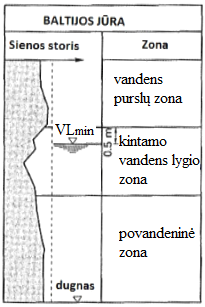 BALTIJOS JŪRA
Sienos storis
Zona
vandens
purslų zona
VLmin
0.5 m
kintamo
vandens lygio
zona
povandeninė
zona
dugnas